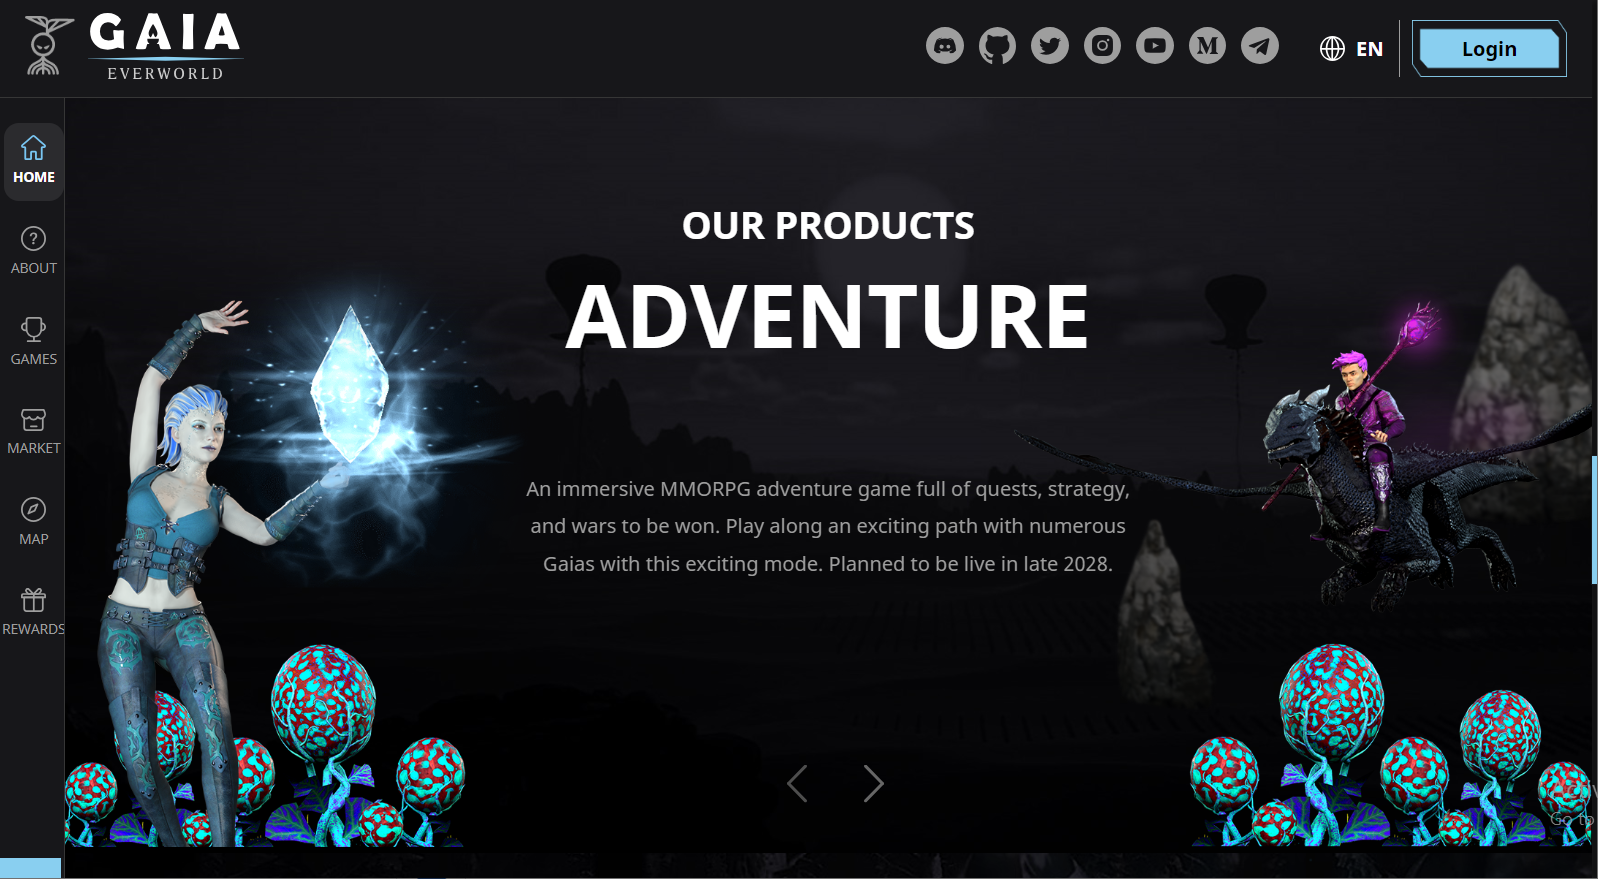 GAIA
EVERWORLD
M
EN
Login
HOME
ABOUT
GAMES
MARKET
MAP
REWARDS
OUR PRODUCTS
ADVENTURE
An immersive MMORPG adventure game full of quests, strategy,
and wars to be won. Play along an exciting path with numerous
Gaias with this exciting mode. Planned to be live in late 2028.
Go to